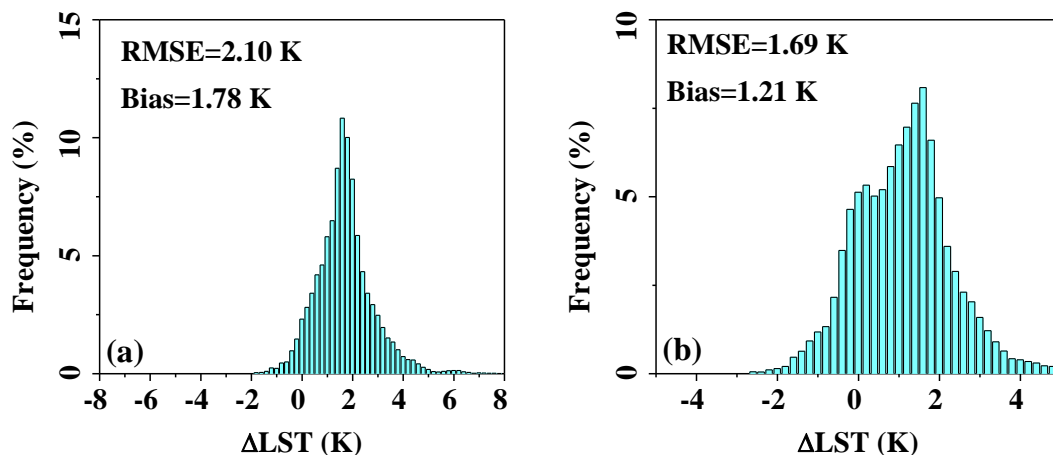 15
RMSE=2.10 K
Bias=1.78 K
10
Frequency (%)
5
(a)
0
-8 -6 -4 -2 0 2 4 6 8
ΔLST (K)
10
RMSE=1.69 K
Bias=1.21 K
Frequency (%)
5
(b)
0
-4 -2 0 2 4
ΔLST (K)